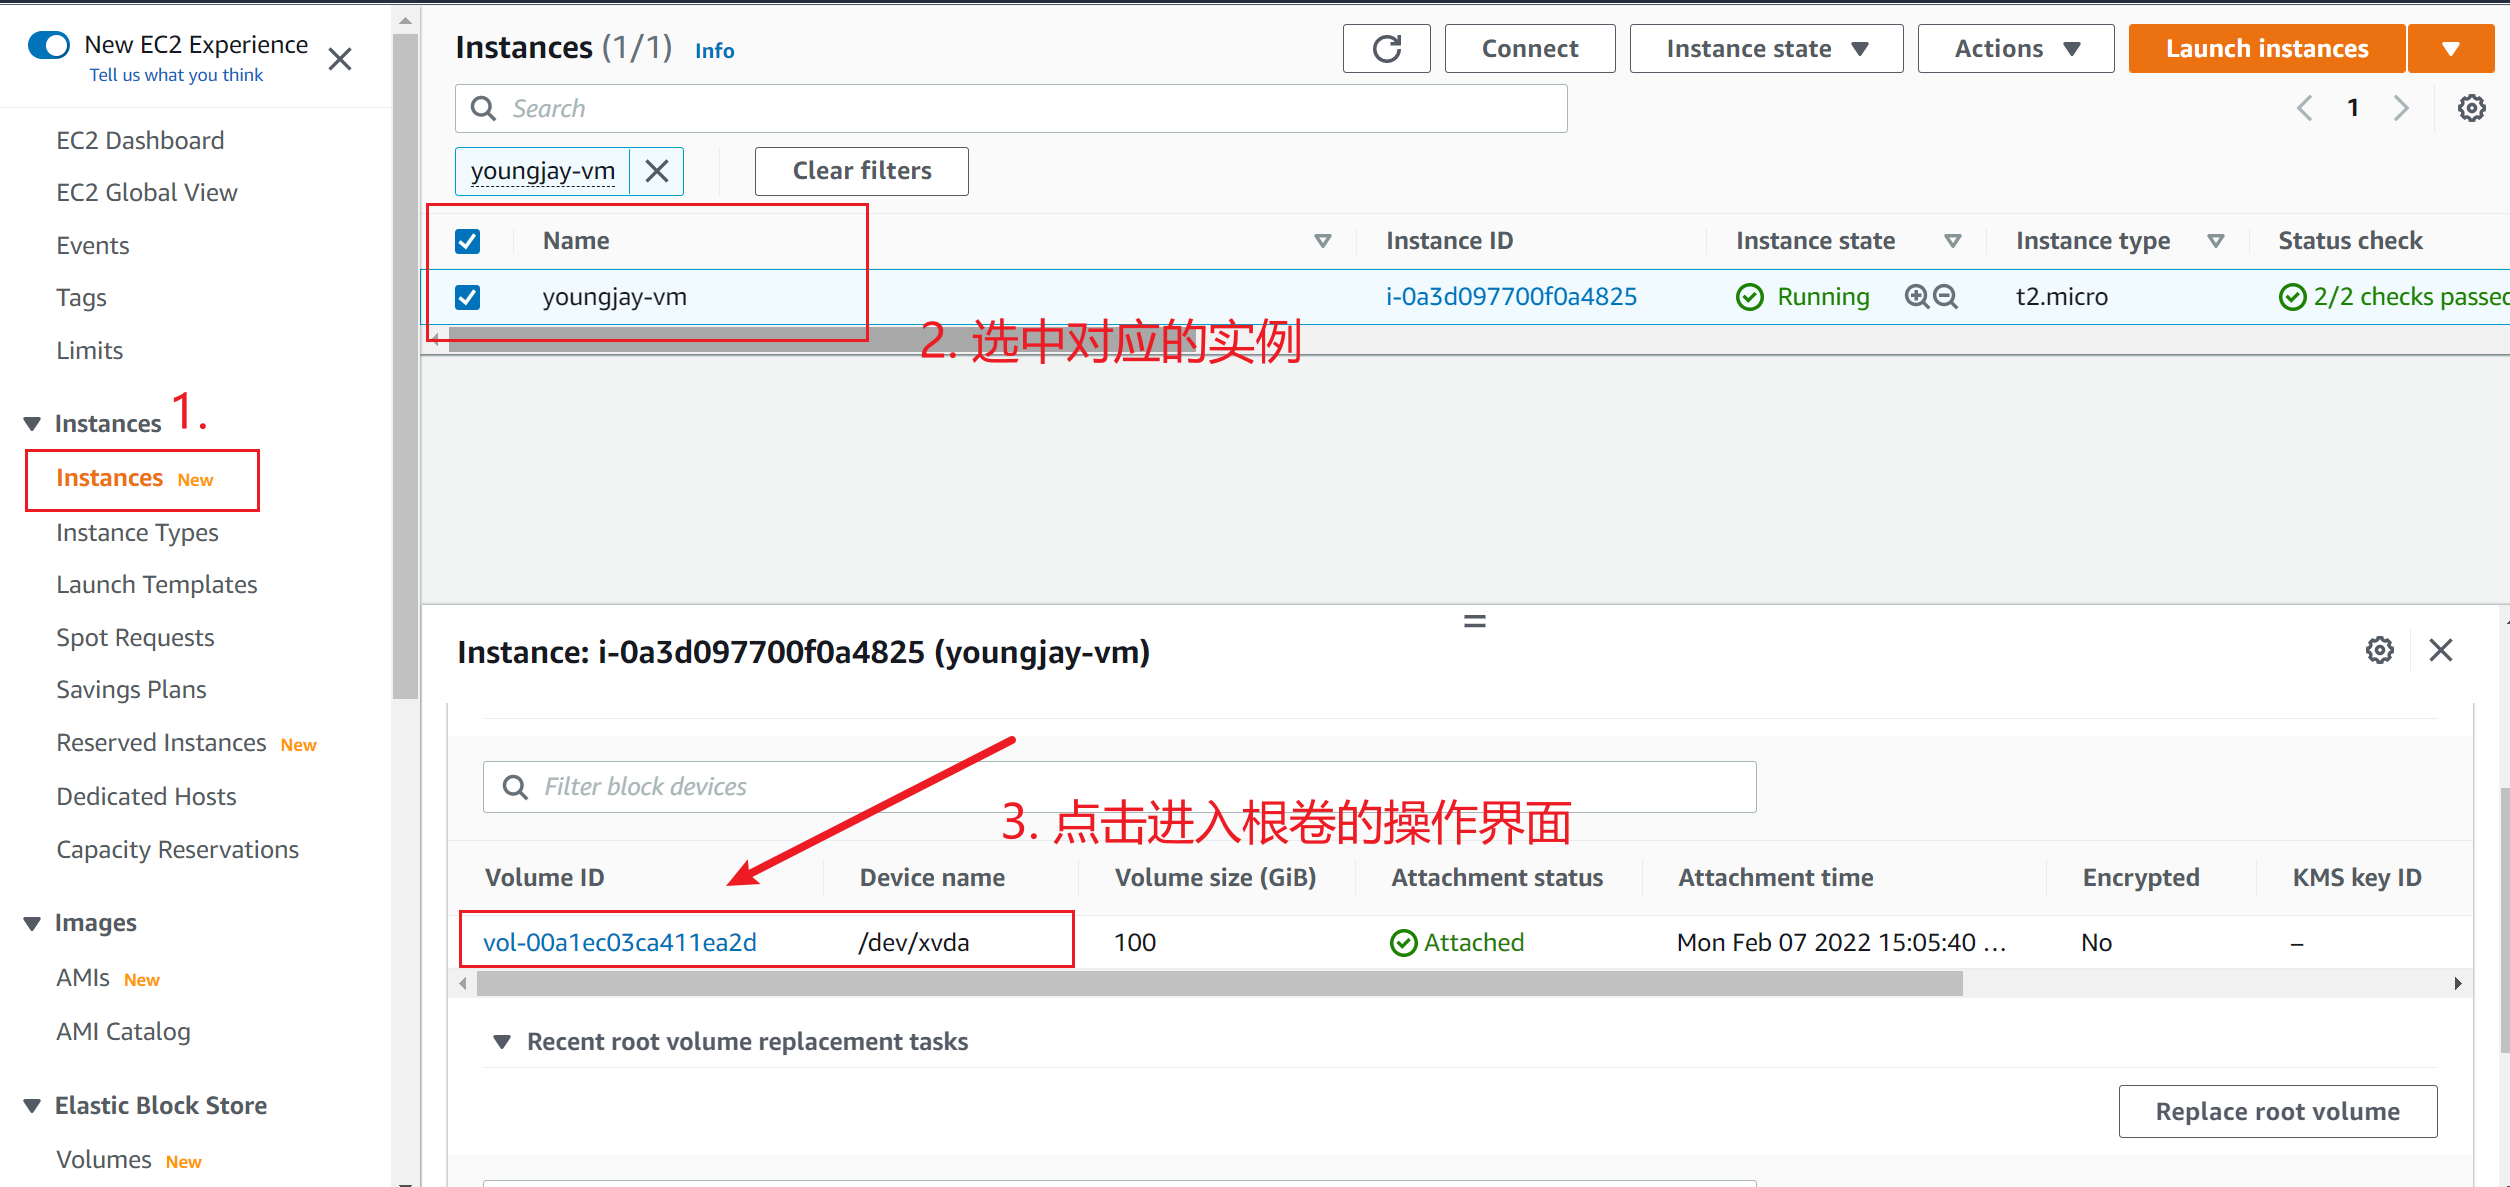 New EC2 Experience
Tell us what you think
EC2 Dashboard
EC2 Global View
Events
Tags
Limits
Instances 1.
Instances New
Instance Types
Launch Templates
Spot Requests
Savings Plans
Reserved Instances New
Dedicated Hosts
Capacity Reservations
Images
AMIs New
AMI Catalog
Elastic Block Store
Volumes New
Instances (1/1) Info
Connect
Instance state
Actions
Launch instances
Search
1
youngjay-vm
Clear filters
Name Instance ID Instance state Instance type Status check
youngjay-vm i-0a3d097700f0a4825 Running t2.micro 2/2 checks passed
2. 选中对应的实例
Instance: i-0a3d097700f0a4825 (youngjay-vm)
Filter block devices
3. 点击进入根卷的操作界面
Volume ID Device name Volume size (GiB) Attachment status Attachment time Encrypted KMS key ID
vol-00a1ec03ca411ea2d /dev/xvda 100 Attached Mon Feb 07 2022 15:05:40 ... No –
Recent root volume replacement tasks
Replace root volume